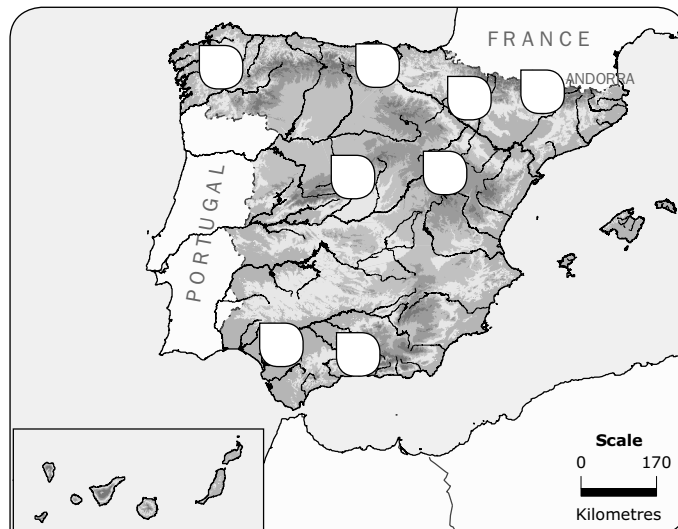 FRANCE
ANDORRA
PORTUGAL
Scale
0 170
Kilometres